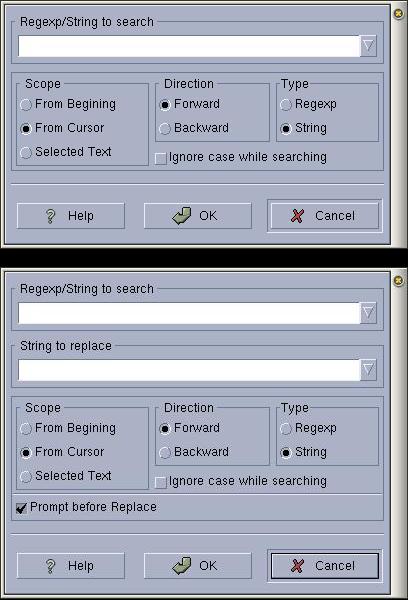 Regexp/String to search
Scope
Direction
Type
From Begining
Forward
Regexp
From Cursor
Backward
String
Selected Text
Ignore case while searching
Help
OK
Cancel
Regexp/String to search
String to replace
Scope
Direction
Type
From Begining
Forward
Regexp
From Cursor
Backward
String
Selected Text
Ignore case while searching
Prompt before Replace
Help
OK
Cancel